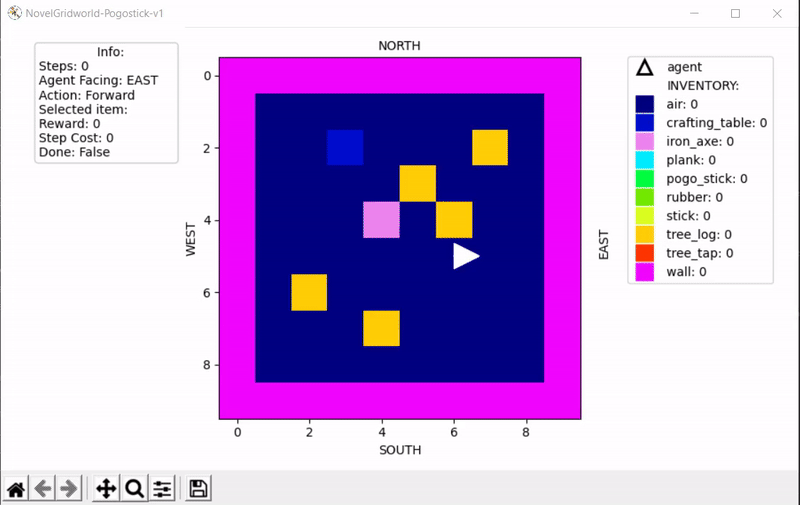 NovelGridworld-Pogostick-v1
Info:
Steps: 0
Agent Facing: EAST
Action: Forward
Selected item:
Reward: 0
Step Cost: 0
Done: False
NORTH
WEST
EAST
SOUTH
0
2
4
6
8
0 2 4 6 8
agent
INVENTORY:
air: 0
crafting_table: 0
iron_axe: 0
plank: 0
pogo_stick: 0
rubber: 0
stick: 0
tree_log: 0
tree_tap: 0
wall: 0